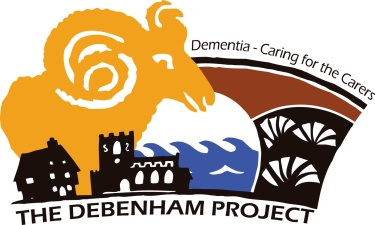 Dementia - Caring for the Carers
THE DEBENHAM PROJECT